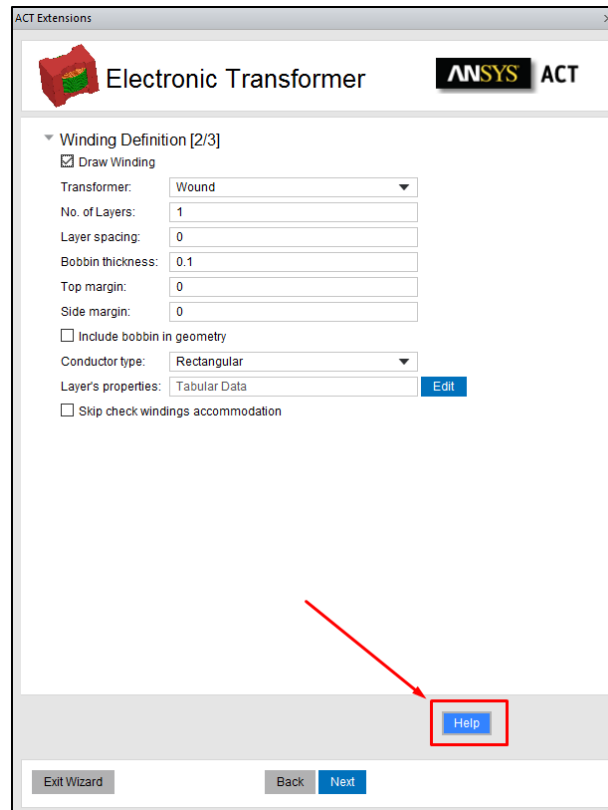 ACT Extensions
Electronic Transformer
ANSYS ACT
Winding Definition [2/3]
Draw Winding
Transformer: Wound
No. of Layers: 1
Layer spacing: 0
Bobbin thickness: 0.1
Top margin: 0
Side margin: 0
Include bobbin in geometry
Conductor type: Rectangular
Layer's properties: Tabular Data Edit
Skip check windings accommodation
Help
Exit Wizard Back Next